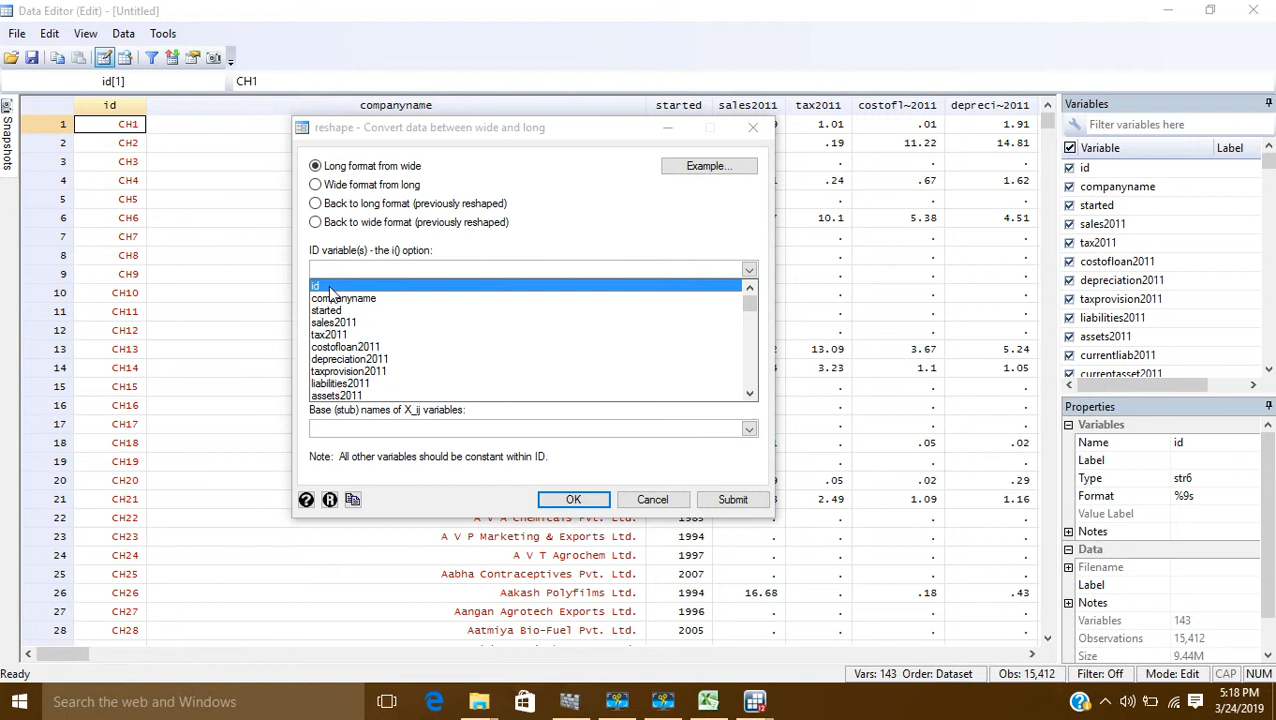 Data Editor (Edit) - [Untitled]
File Edit View Data Tools
id[1] CH1
Snapshots
id companyname started sales2011 tax2011 costofl~2011 depreci~2011
1 CH1 1.01 .01 1.91
2 CH2 .19 11.22 14.81
3 CH3 . . .
4 CH4 .24 .67 1.62
5 CH5 . . .
6 CH6 10.1 5.38 4.51
7 CH7 . . .
8 CH8 . . .
9 CH9 . . .
10 CH10 . . .
11 CH11 . . .
12 CH12 . . .
13 CH13 13.09 3.67 5.24
14 CH14 3.23 1.1 1.05
15 CH15 . . .
16 CH16 . . .
17 CH17 . . .
18 CH18 . .05 .02
19 CH19 . . .
20 CH20 .05 .02 .29
21 CH21 2.49 1.09 1.16
22 CH22 A V A Chemicals Pvt. Ltd. 1985 . . . .
23 CH23 A V P Marketing & Exports Ltd. 1994 . . . .
24 CH24 A V T Agrochem Ltd. 1997 . . . .
25 CH25 Aabha Contraceptives Pvt. Ltd. 2007 . . . .
26 CH26 Aakash Polyfilms Ltd. 1994 16.68 . .18 .43
27 CH27 Aangan Agrotech Exports Ltd. 1996 . . . .
28 CH28 Aatmiya Bio-Fuel Pvt. Ltd. 2005 . . . .
reshape - Convert data between wide and long
Long format from wide
Example...
Wide format from long
Back to long format (previously reshaped)
Back to wide format (previously reshaped)
ID variable(s) - the i() option:
id
companyname
started
sales2011
tax2011
costofloan2011
depreciation2011
taxprovision2011
liabilities2011
assets2011
Base (stub) names of X_ij variables:
Note: All other variables should be constant within ID.
OK Cancel Submit
Variables
Filter variables here
Variable Label
id
companyname
started
sales2011
tax2011
costofloan2011
depreciation2011
taxprovision2011
liabilities2011
assets2011
currentliab2011
currentasset2011
Properties
Variables
Name id
Label
Type str6
Format %9s
Value Label
Notes
Data
Filename
Label
Notes
Variables 143
Observations 15,412
Size 9.44M
Ready
Vars: 143 Order: Dataset Obs: 15,412 Filter: Off Mode: Edit CAP NUM
Search the web and Windows
5:18 PM
3/24/2019